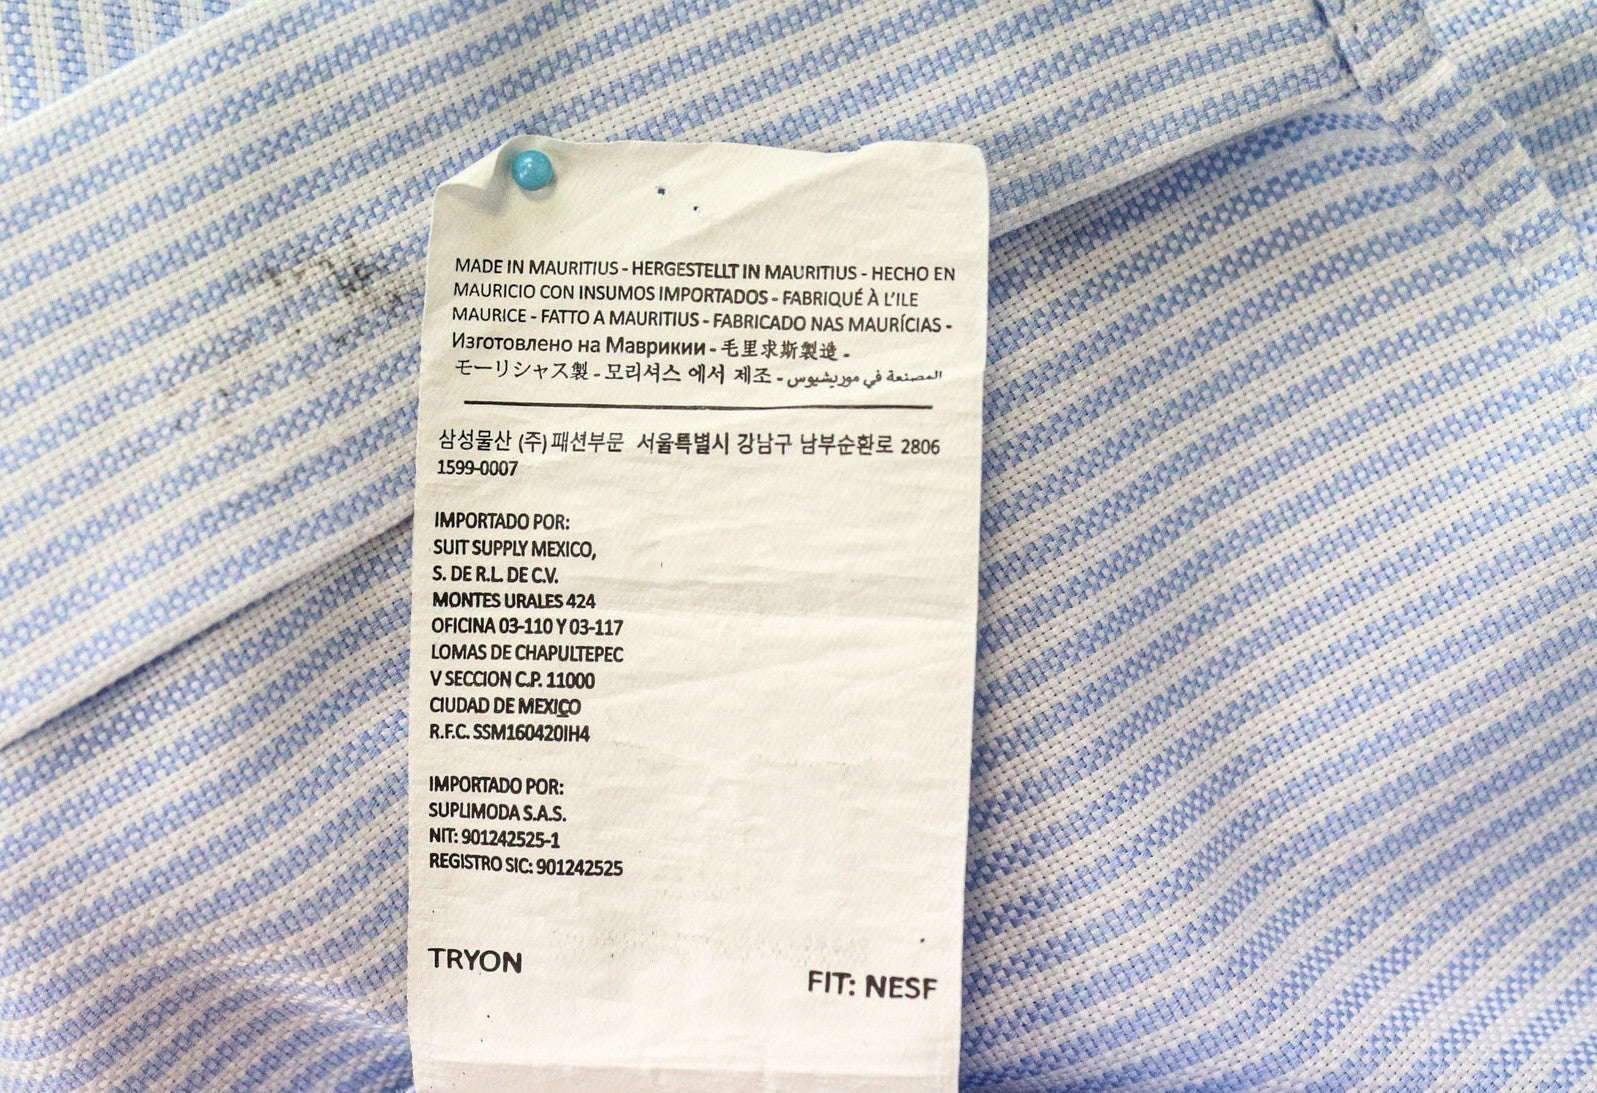 MADE IN MAURITIUS - HERGESTELLT IN MAURITIUS - HECHO EN
MAURICIO CON INSUMOS IMPORTADOS - FABRIQUÉ À L'ILE
MAURICE - FATTO A MAURITIUS - FABRICADO NAS MAURÍCIAS -
Изготовлено на Маврикии - 毛里求斯製造 -
モーリシャス製 - 모리셔스 에서 제조 - المصنعة في موريشيوس
삼성물산 (주) 패션부문 서울특별시 강남구 남부순환로 2806
1599-0007
IMPORTADO POR:
SUIT SUPPLY MEXICO,
S. DE R.L. DE C.V.
MONTES URALES 424
OFICINA 03-110 Y 03-117
LOMAS DE CHAPULTEPEC
V SECCION C.P. 11000
CIUDAD DE MEXICO
R.F.C. SSM160420IH4
IMPORTADO POR:
SUPLIMODA S.A.S.
NIT: 901242525-1
REGISTRO SIC: 901242525
TRYON
FIT: NESF